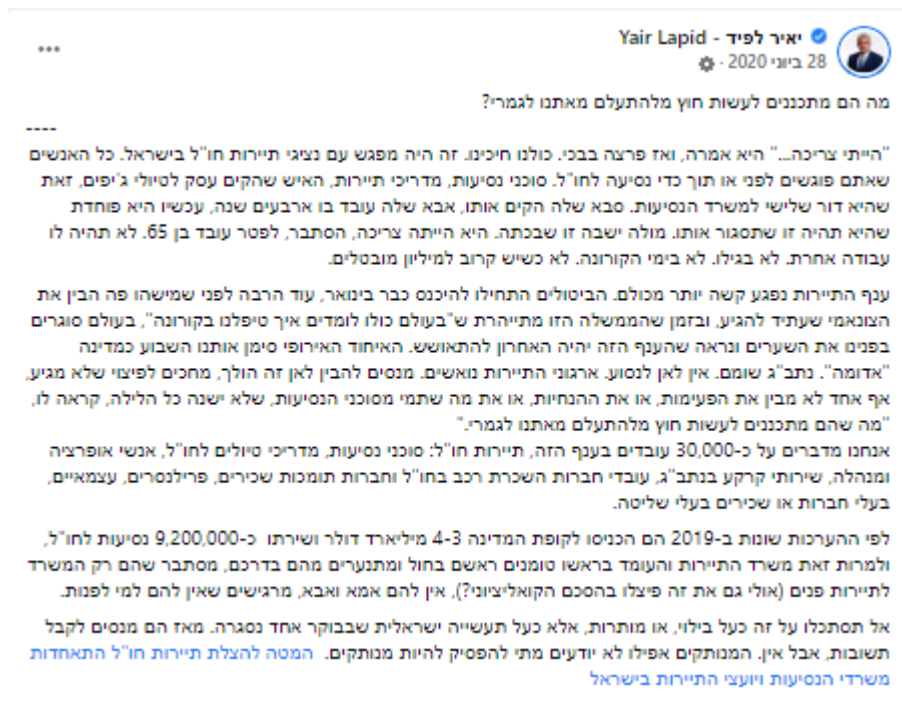 יאיר לפיד - Yair Lapid
28 ביוני 2020 ·
מה הם מתכננים לעשות חוץ מלהתעלם מאתנו לגמרי?
----
"הייתי צריכה..." היא אמרה, ואז פרצה בבכי. כולנו חיכינו. זה היה מפגש עם נציגי תיירות חו"ל בישראל. כל האנשים
שאתם פוגשים לפני או תוך כדי נסיעה לחו"ל. סוכני נסיעות, מדריכי תיירות, האיש שהקים עסק לטיולי ג'יפים, זאת
שהיא דור שלישי למשרד הנסיעות. סבא שלה הקים אותו, אבא שלה עובד בו ארבעים שנה, עכשיו היא פוחדת
שהיא תהיה זו שתסגור אותו. מולה ישבה זו שבכתה. היא הייתה צריכה, הסתבר, לפטר עובד בן 65. לא תהיה לו
עבודה אחרת. לא בגילו. לא בימי הקורונה. לא כשיש קרוב למיליון מובטלים.
ענף התיירות נפגע קשה יותר מכולם. הביטולים התחילו להיכנס כבר בינואר, עוד הרבה לפני שמישהו פה הבין את
הצונאמי שעתיד להגיע, ובזמן שהממשלה הזו מתייהרת ש"בעולם כולו לומדים איך טיפלנו בקורונה", בעולם סוגרים
בפנינו את השערים ונראה שהענף הזה יהיה האחרון להתאושש. האיחוד האירופי סימן אותנו השבוע כמדינה
"אדומה". נתב"ג שומם. אין לאן לנסוע. ארגוני התיירות נואשים. מנסים להבין לאן זה הולך, מחכים לפיצוי שלא מגיע,
אף אחד לא מבין את הפעימות, או את ההנחיות, או את מה שתמי מסוכני הנסיעות, שלא ישנה כל הלילה, קראה לו,
"מה שהם מתכננים לעשות חוץ מלהתעלם מאתנו לגמרי."
אנחנו מדברים על כ-30,000 עובדים בענף הזה, תיירות חו"ל: סוכני נסיעות, מדריכי טיולים לחו"ל, אנשי אופרציה
ומנהלה, שירותי קרקע בנתב"ג, עובדי חברות השכרת רכב בחו"ל וחברות תומכות שכירים, פרילנסרים, עצמאיים,
בעלי חברות או שכירים בעלי שליטה.
לפי ההערכות שונות ב-2019 הם הכניסו לקופת המדינה 4-3 מיליארד דולר ושירתו כ-9,200,000 נסיעות לחו"ל,
ולמרות זאת משרד התיירות והעומד בראשו טומנים ראשם בחול ומתנערים מהם בדרכם, מסתבר שהם רק המשרד
לתיירות פנים (אולי גם את זה פיצלו בהסכם הקואליציוני?), אין להם אמא ואבא, מרגישים שאין להם למי לפנות.
אל תסתכלו על זה כעל בילוי, או מותרות, אלא כעל תעשייה ישראלית שבבוקר אחד נסגרה. מאז הם מנסים לקבל
תשובות, אבל אין. המנותקים אפילו לא יודעים מתי להפסיק להיות מנותקים. המטה להצלת תיירות חו"ל התאחדות
משרדי הנסיעות ויועצי התיירות בישראל